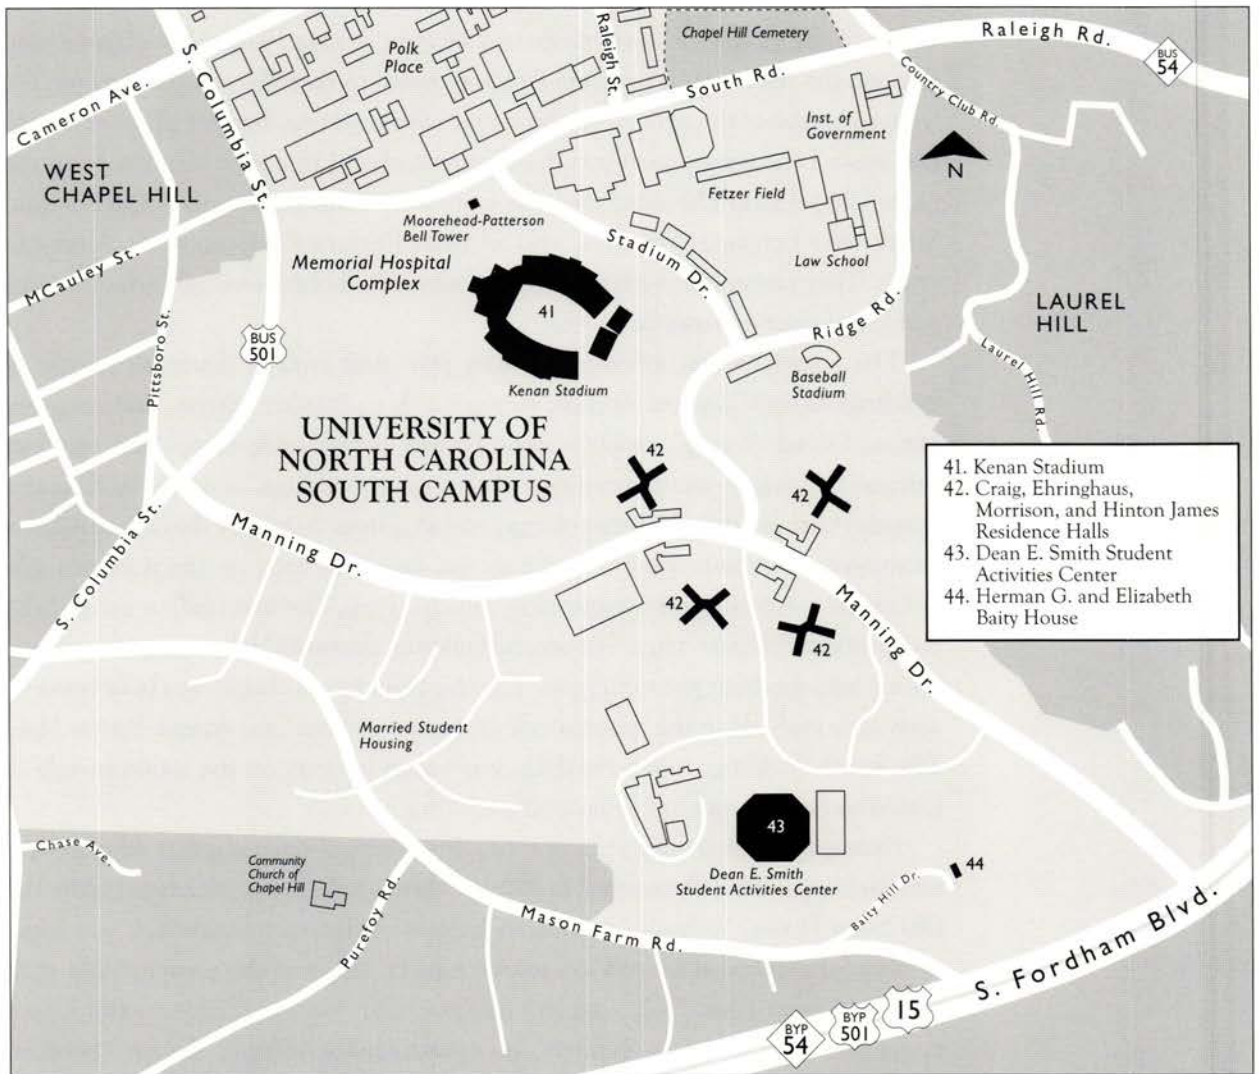 Cameron Ave.
S. Columbia St.
Polk
Place
Raleigh St.
Chapel Hill Cemetery
South Rd.
Raleigh Rd.
BUS
54
Country Club Rd.
Inst. of
Government
N
WEST
CHAPEL HILL
Fetzer Field
Moorehead-Patterson
Bell Tower
Stadium Dr.
Law School
McCauley St.
Memorial Hospital
Complex
41
Ridge Rd.
LAUREL
HILL
BUS
501
Pittsboro St.
Laurel Hill Rd.
Baseball
Stadium
Kenan Stadium
UNIVERSITY OF
NORTH CAROLINA
SOUTH CAMPUS
42
42
41. Kenan Stadium
42. Craig, Ehringhaus,
Morrison, and Hinton James
Residence Halls
43. Dean E. Smith Student
Activities Center
44. Herman G. and Elizabeth
Baity House
S. Columbia St.
Manning Dr.
42
42
Manning Dr.
Married Student
Housing
43
Chase Ave.
Community
Church of
Chapel Hill
Dean E. Smith
Student Activities Center
44
Baity Hill Dr.
Purefoy Rd.
Mason Farm Rd.
S. Fordham Blvd.
BYP
54
BYP
501
15